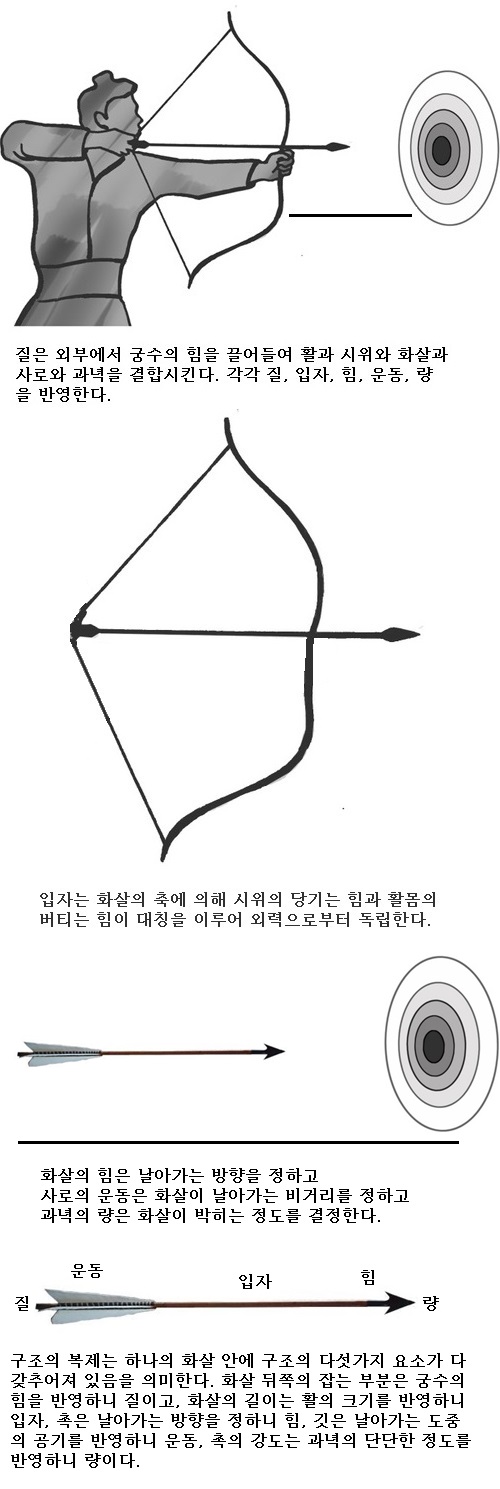 질은 외부에서 궁수의 힘을 끌어들여 활과 시위와 화살과
사로와 과녁을 결합시킨다. 각각 질, 입자, 힘, 운동, 량
을 반영한다.
입자는 화살의 축에 의해 시위의 당기는 힘과 활몸의
버티는 힘이 대칭을 이루어 외력으로부터 독립한다.
화살의 힘은 날아가는 방향을 정하고
사로의 운동은 화살이 날아가는 비거리를 정하고
과녁의 량은 화살이 박히는 정도를 결정한다.
운동
입자
힘
질
량
구조의 복제는 하나의 화살 안에 구조의 다섯가지 요소가 다
갖추어져 있음을 의미한다. 화살 뒤쪽의 잡는 부분은 궁수의
힘을 반영하니 질이고, 화살의 길이는 활의 크기를 반영하니
입자, 촉은 날아가는 방향을 정하니 힘, 깃은 날아가는 도중
의 공기를 반영하니 운동, 촉의 강도는 과녁의 단단한 정도를
반영하니 량이다.